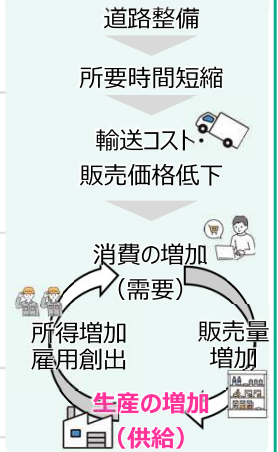 道路整備
所要時間短縮
輸送コスト・
販売価格低下
消費の増加
（需要）
所得増加
雇用創出
販売量
増加
生産の増加
（供給）